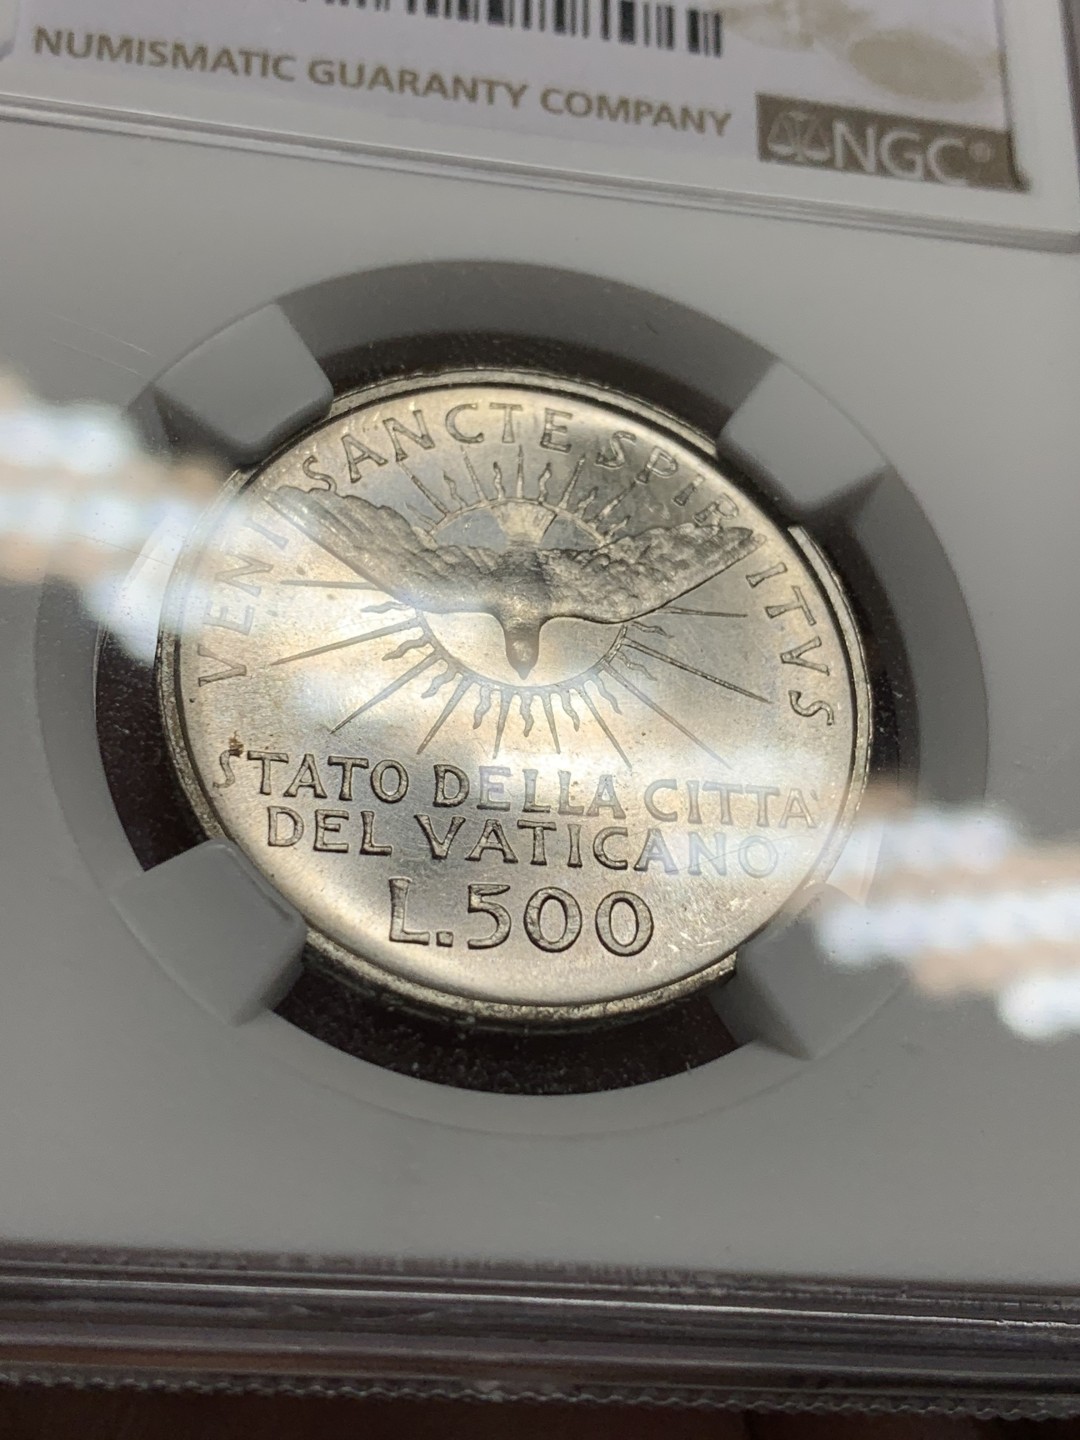 NUMISMATIC GUARANTY COMPANY
NGC®
VENI SANCTE SPIRITVS
STATO DELLA CITTA'
DEL VATICANO
L.500